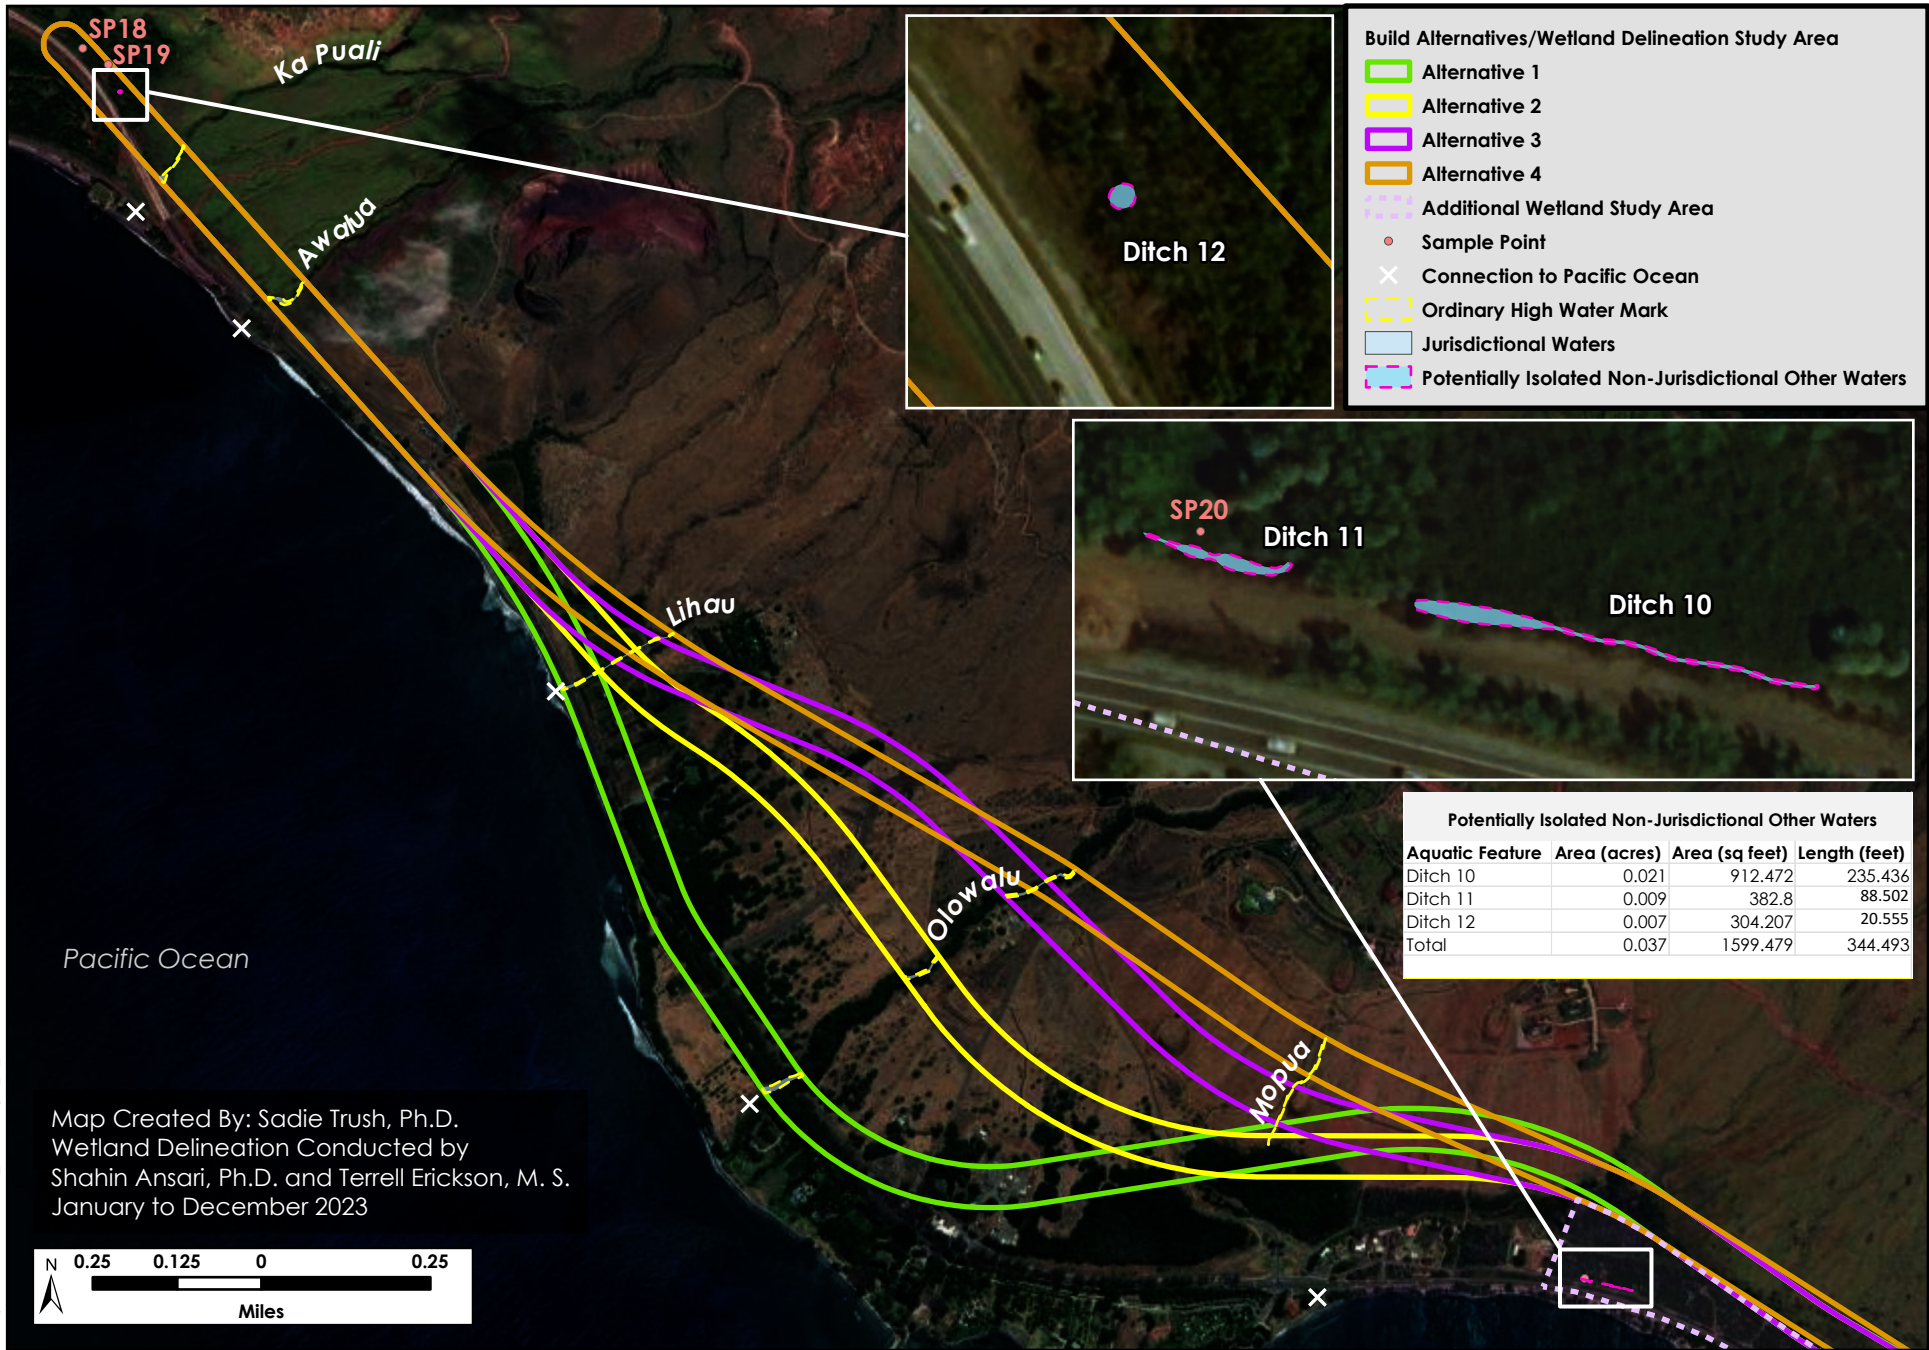 SP18
SP19
Ka Puali
Awalua
Lihau
Olowalu
Mopua
Pacific Ocean
Ditch 12
SP20
Ditch 11
Ditch 10
Build Alternatives/Wetland Delineation Study Area
Alternative 1
Alternative 2
Alternative 3
Alternative 4
Additional Wetland Study Area
Sample Point
Connection to Pacific Ocean
Ordinary High Water Mark
Jurisdictional Waters
Potentially Isolated Non-Jurisdictional Other Waters
Potentially Isolated Non-Jurisdictional Other Waters
Aquatic Feature Area (acres) Area (sq feet) Length (feet)
Ditch 10 0.021 912.472 235.436
Ditch 11 0.009 382.8 88.502
Ditch 12 0.007 304.207 20.555
Total 0.037 1599.479 344.493
Map Created By: Sadie Trush, Ph.D.
Wetland Delineation Conducted by
Shahin Ansari, Ph.D. and Terrell Erickson, M. S.
January to December 2023
N 0.25 0.125 0 0.25
Miles